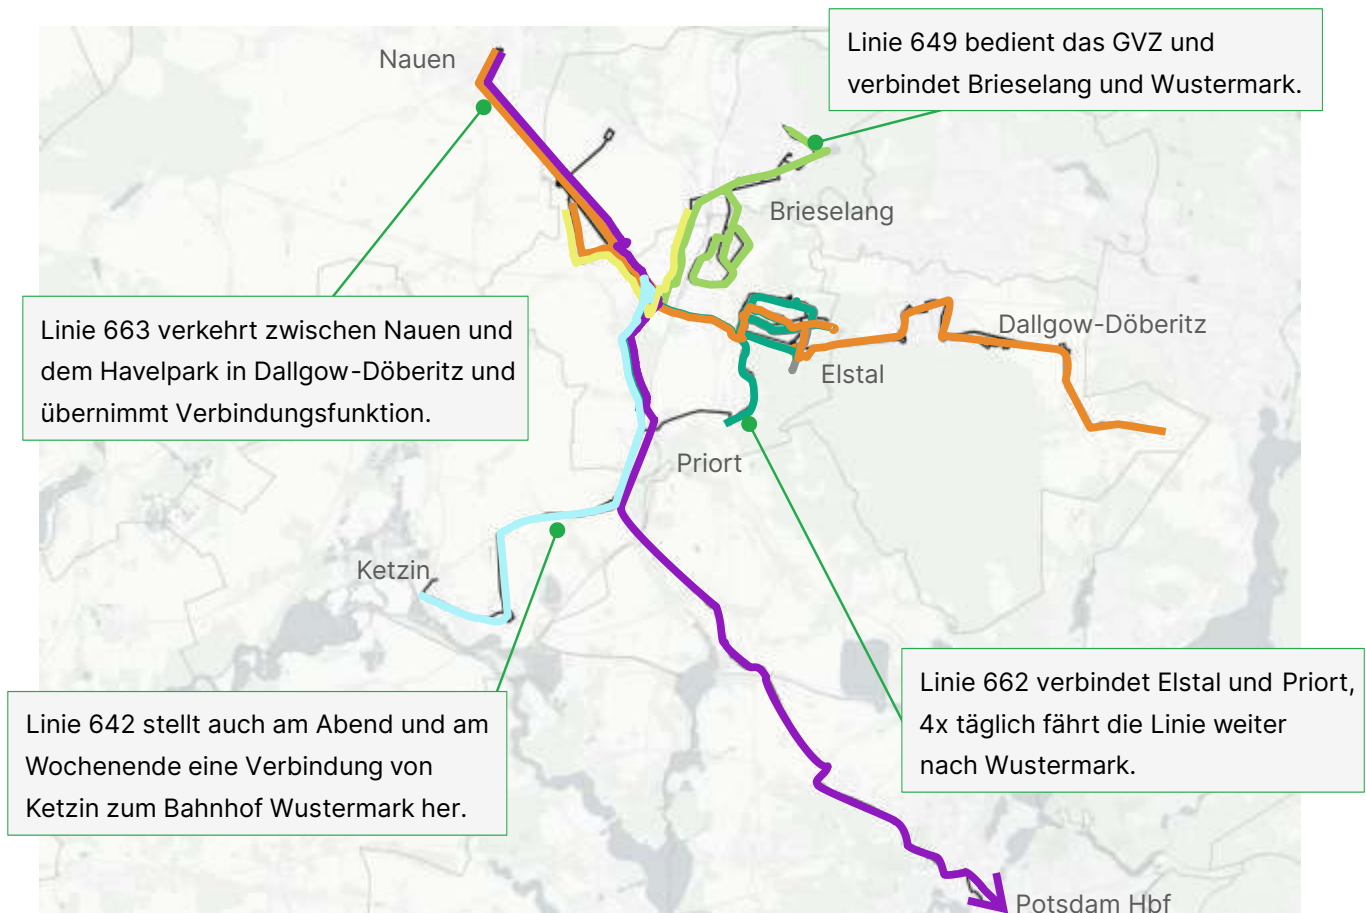 Linie 649 bedient das GVZ und
verbindet Brieselang und Wustermark.
Nauen
Brieselang
Linie 663 verkehrt zwischen Nauen und
dem Havelpark in Dallgow-Döberitz und
übernimmt Verbindungsfunktion.
Dallgow-Döberitz
Elstal
Priort
Ketzin
Linie 662 verbindet Elstal und Priort,
4x täglich fährt die Linie weiter
nach Wustermark.
Linie 642 stellt auch am Abend und am
Wochenende eine Verbindung von
Ketzin zum Bahnhof Wustermark her.
Potsdam Hbf